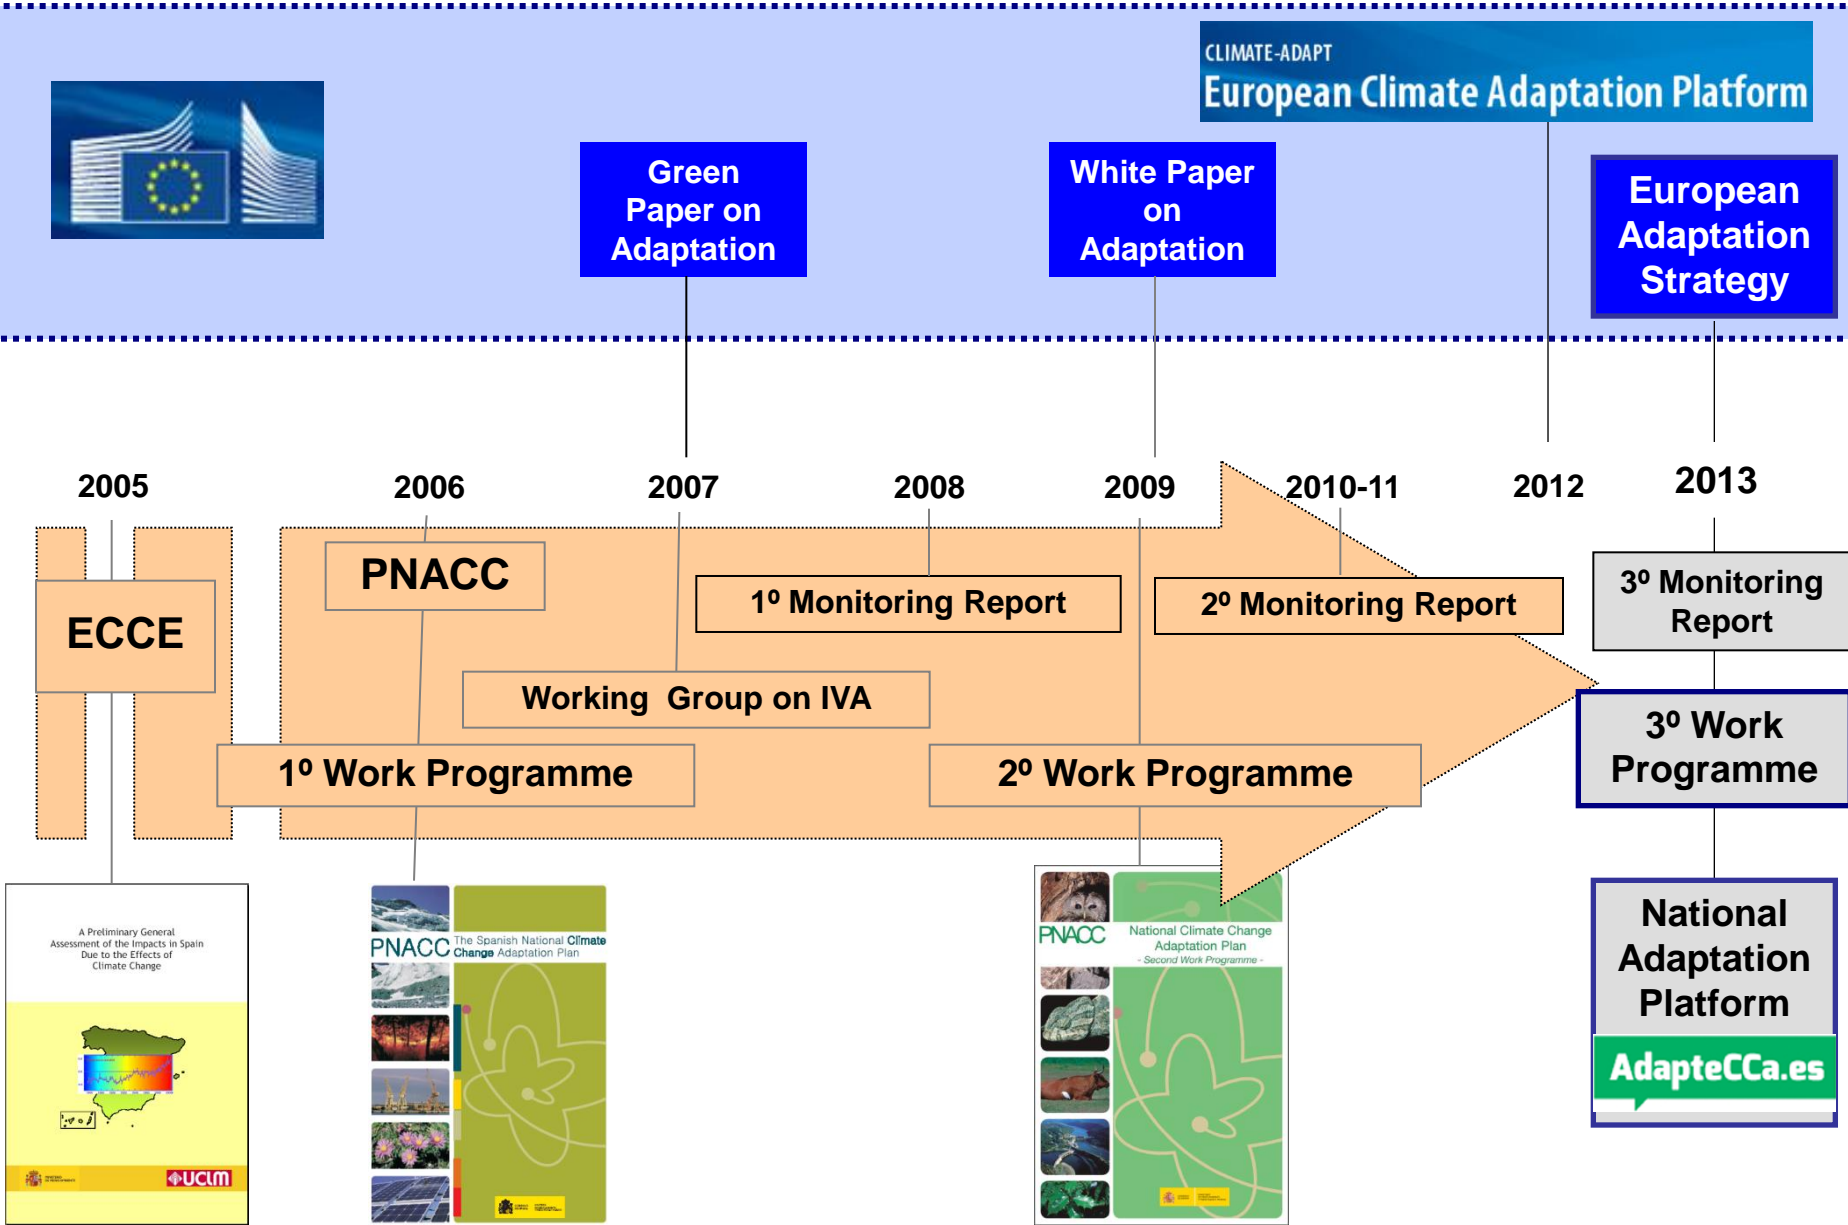 CLIMATE-ADAPT
European Climate Adaptation Platform
Green
Paper on
Adaptation
White Paper
on
Adaptation
European
Adaptation
Strategy
2005
2006
2007
2008
2009
2010-11
2012
2013
ECCE
PNACC
1º Monitoring Report
2º Monitoring Report
3º Monitoring
Report
Working Group on IVA
1º Work Programme
2º Work Programme
3º Work
Programme
A Preliminary General
Assessment of the Impacts in Spain
Due to the Effects of
Climate Change
UCLM
PNACC
The Spanish National Climate
Change Adaptation Plan
PNACC
National Climate Change
Adaptation Plan
- Second Work Programme -
National
Adaptation
Platform
AdapteCCa.es